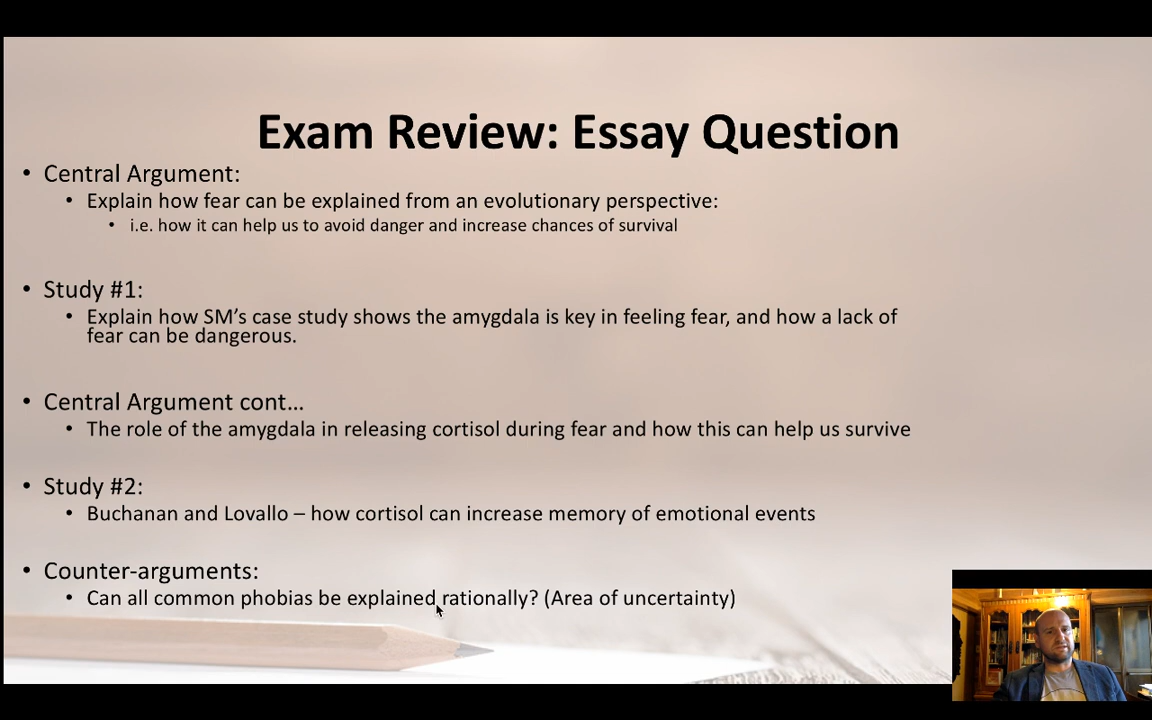 Exam Review: Essay Question
• Central Argument:
• Explain how fear can be explained from an evolutionary perspective:
• i.e. how it can help us to avoid danger and increase chances of survival
• Study #1:
• Explain how SM’s case study shows the amygdala is key in feeling fear, and how a lack of
fear can be dangerous.
• Central Argument cont…
• The role of the amygdala in releasing cortisol during fear and how this can help us survive
• Study #2:
• Buchanan and Lovallo – how cortisol can increase memory of emotional events
• Counter-arguments:
• Can all common phobias be explained rationally? (Area of uncertainty)